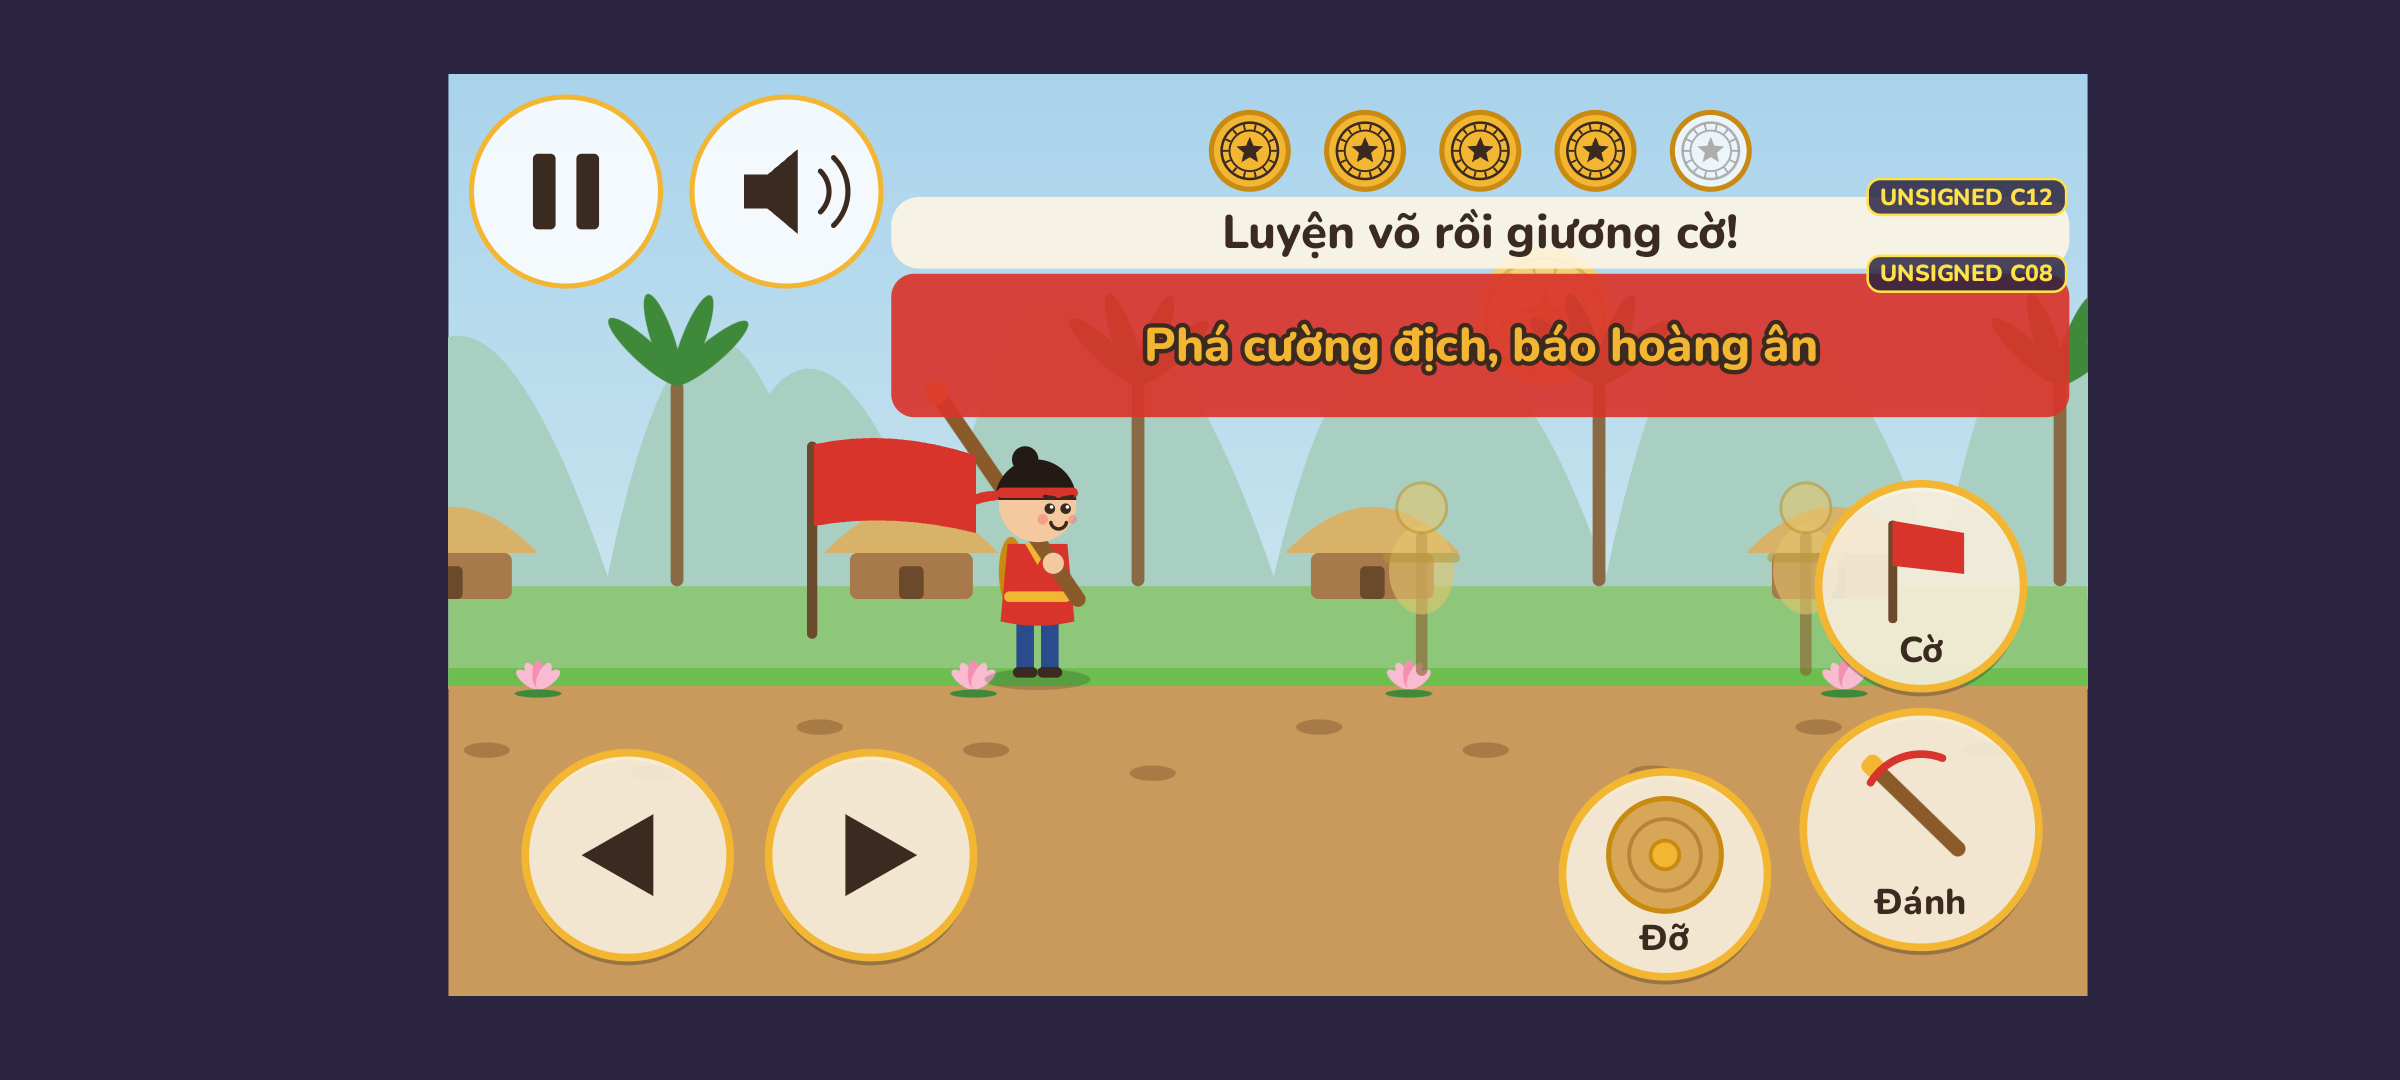 UNSIGNED C12
Luyện võ rồi giương cờ!
UNSIGNED C08
Phá cường địch, báo hoàng ân
Cờ
Đánh
Đỡ